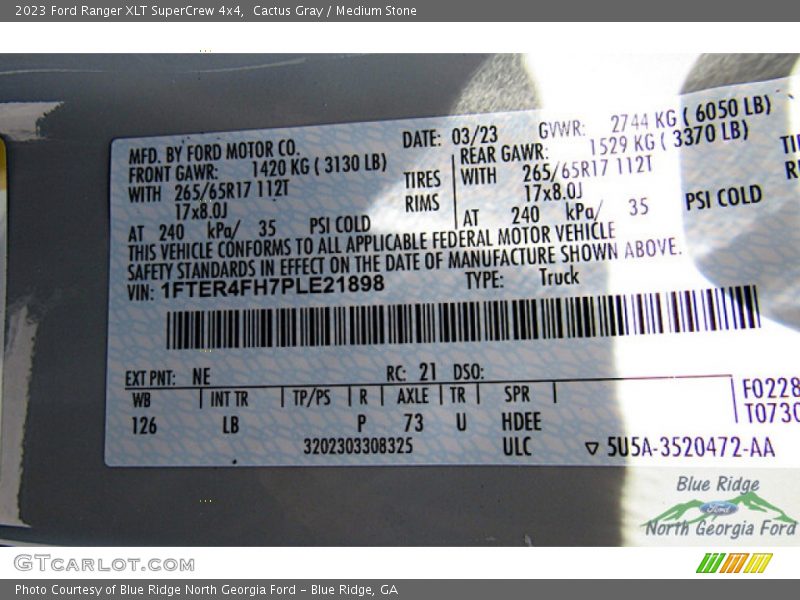 2023 Ford Ranger XLT SuperCrew 4x4,  Cactus Gray / Medium Stone
MFD. BY FORD MOTOR CO. DATE: 03/23 GVWR: 2744 KG ( 6050 LB)
FRONT GAWR: 1420 KG ( 3130 LB) REAR GAWR: 1529 KG ( 3370 LB)
WITH 265/65R17 112T TIRES WITH 265/65R17 112T
17x8.0J RIMS 17x8.0J
AT 240 kPa/ 35 PSI COLD AT 240 kPa/ 35 PSI COLD
THIS VEHICLE CONFORMS TO ALL APPLICABLE FEDERAL MOTOR VEHICLE
SAFETY STANDARDS IN EFFECT ON THE DATE OF MANUFACTURE SHOWN ABOVE.
VIN: 1FTER4FH7PLE21898 TYPE: Truck
EXT PNT: NE RC: 21 DSO:
WB INT TR TP/PS R AXLE TR SPR F0228
126 LB P 73 U HDEE T0730
3202303308325 ULC 5U5A-3520472-AA
Blue Ridge
Ford
North Georgia Ford
GTCARLOT.COM
Photo Courtesy of Blue Ridge North Georgia Ford - Blue Ridge, GA